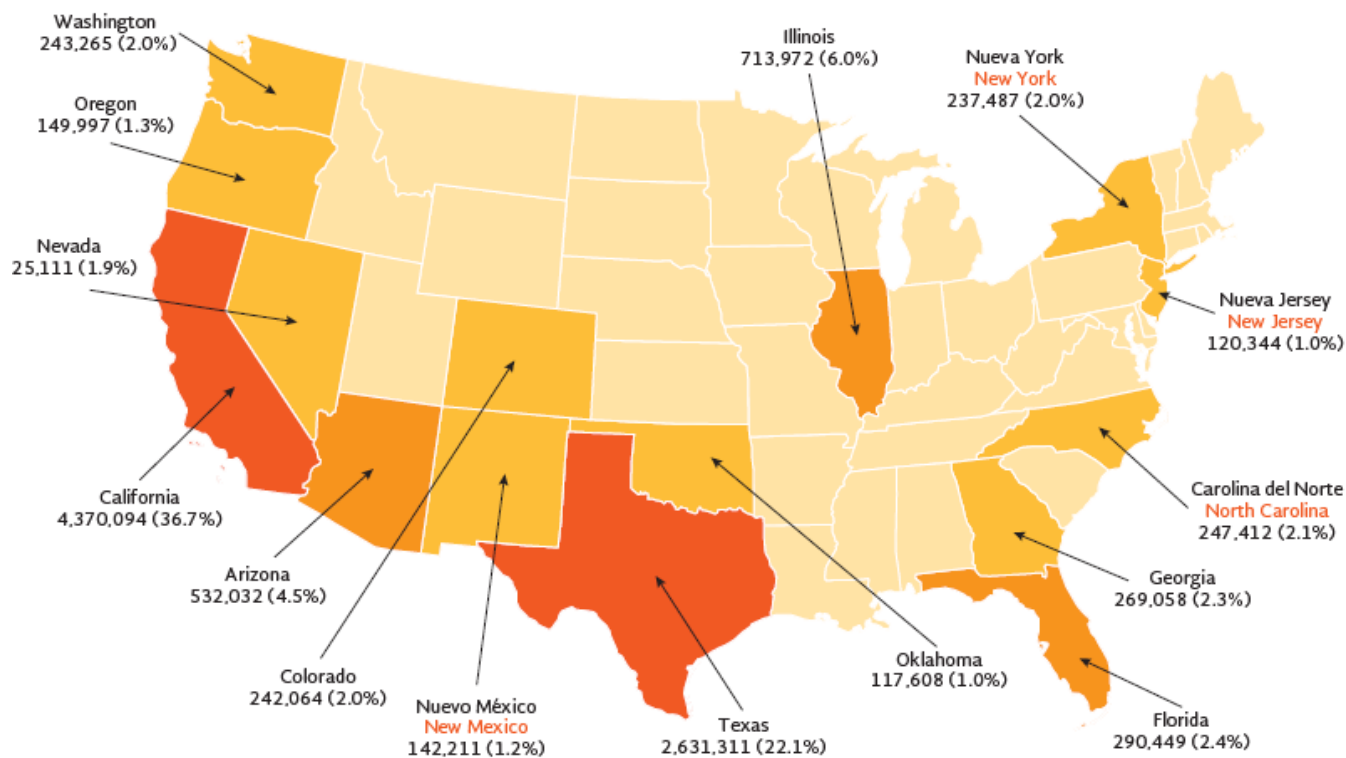 Washington
243,265 (2.0%)
Oregon
149,997 (1.3%)
Nevada
25,111 (1.9%)
California
4,370,094 (36.7%)
Arizona
532,032 (4.5%)
Colorado
242,064 (2.0%)
Nuevo México
New Mexico
142,211 (1.2%)
Texas
2,631,311 (22.1%)
Oklahoma
117,608 (1.0%)
Illinois
713,972 (6.0%)
Nueva York
New York
237,487 (2.0%)
Nueva Jersey
New Jersey
120,344 (1.0%)
Carolina del Norte
North Carolina
247,412 (2.1%)
Georgia
269,058 (2.3%)
Florida
290,449 (2.4%)